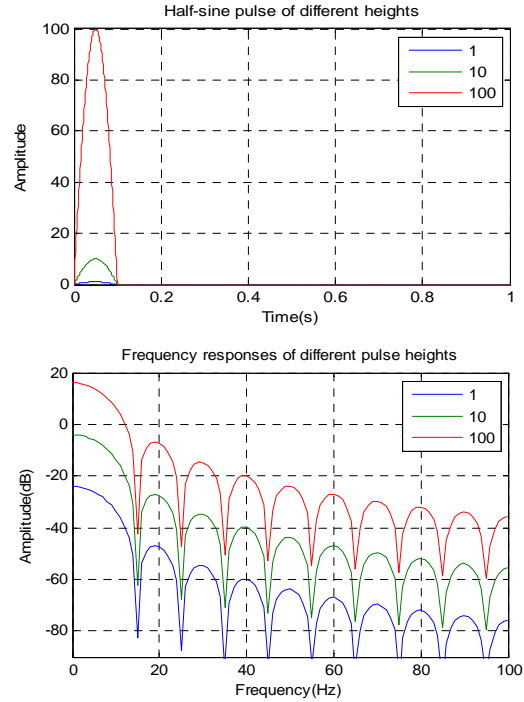 Half-sine pulse of different heights
100
80
60
40
20
0
Amplitude
1
10
100
0.2 0.4 0.6 0.8 1
Time(s)
Frequency responses of different pulse heights
20
0
-20
-40
-60
-80
Amplitude(dB)
1
10
100
0 20 40 60 80 100
Frequency(Hz)